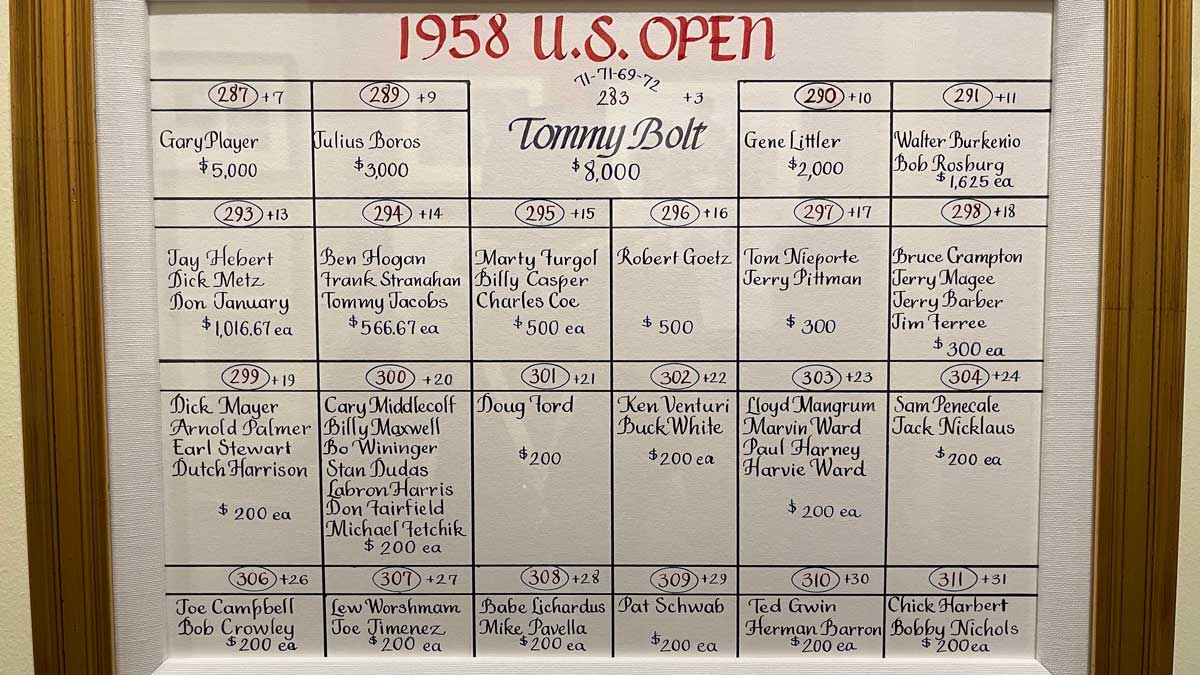 1958 U.S. OPEN
71-71-69-72
283 +3
Tommy Bolt
$8,000
287 +7
Gary Player
$5,000
289 +9
Julius Boros
$3,000
290 +10
Gene Littler
$2,000
291 +11
Walter Burkenio
Bob Rosburg
$1,625 ea
293 +13
Jay Hebert
Dick Metz
Don January
$1,016.67 ea
294 +14
Ben Hogan
Frank Stranahan
Tommy Jacobs
$566.67 ea
295 +15
Marty Furgol
Billy Casper
Charles Coe
$500 ea
296 +16
Robert Goetz
$500
297 +17
Tom Nieporte
Jerry Pittman
$300
298 +18
Bruce Crampton
Jerry Magee
Jerry Barber
Jim Ferree
$300 ea
299 +19
Dick Mayer
Arnold Palmer
Earl Stewart
Dutch Harrison
$200 ea
300 +20
Cary Middlecoff
Billy Maxwell
Bo Wininger
Stan Dudas
Labron Harris
Don Fairfield
Michael Fetchik
$200 ea
301 +21
Doug Ford
$200
302 +22
Ken Venturi
Buck White
$200 ea
303 +23
Lloyd Mangrum
Marvin Ward
Paul Harney
Harvie Ward
$200 ea
304 +24
Sam Penecale
Jack Nicklaus
$200 ea
306 +26
Joe Campbell
Bob Crowley
$200 ea
307 +27
Lew Worshmam
Joe Jimenez
$200 ea
308 +28
Babe Lichardus
Mike Pavella
$200 ea
309 +29
Pat Schwab
$200
310 +30
Ted Gwin
Herman Barron
$200 ea
311 +31
Chick Harbert
Bobby Nichols
$200ea